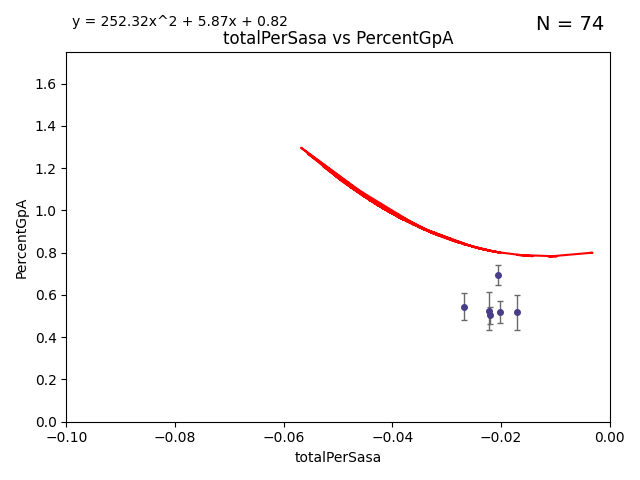 y = 252.32x^2 + 5.87x + 0.82
N = 74
totalPerSasa vs PercentGpA
1.6
1.4
1.2
1.0
0.8
0.6
0.4
0.2
0.0
PercentGpA
−0.10 −0.08 −0.06 −0.04 −0.02 0.00
totalPerSasa